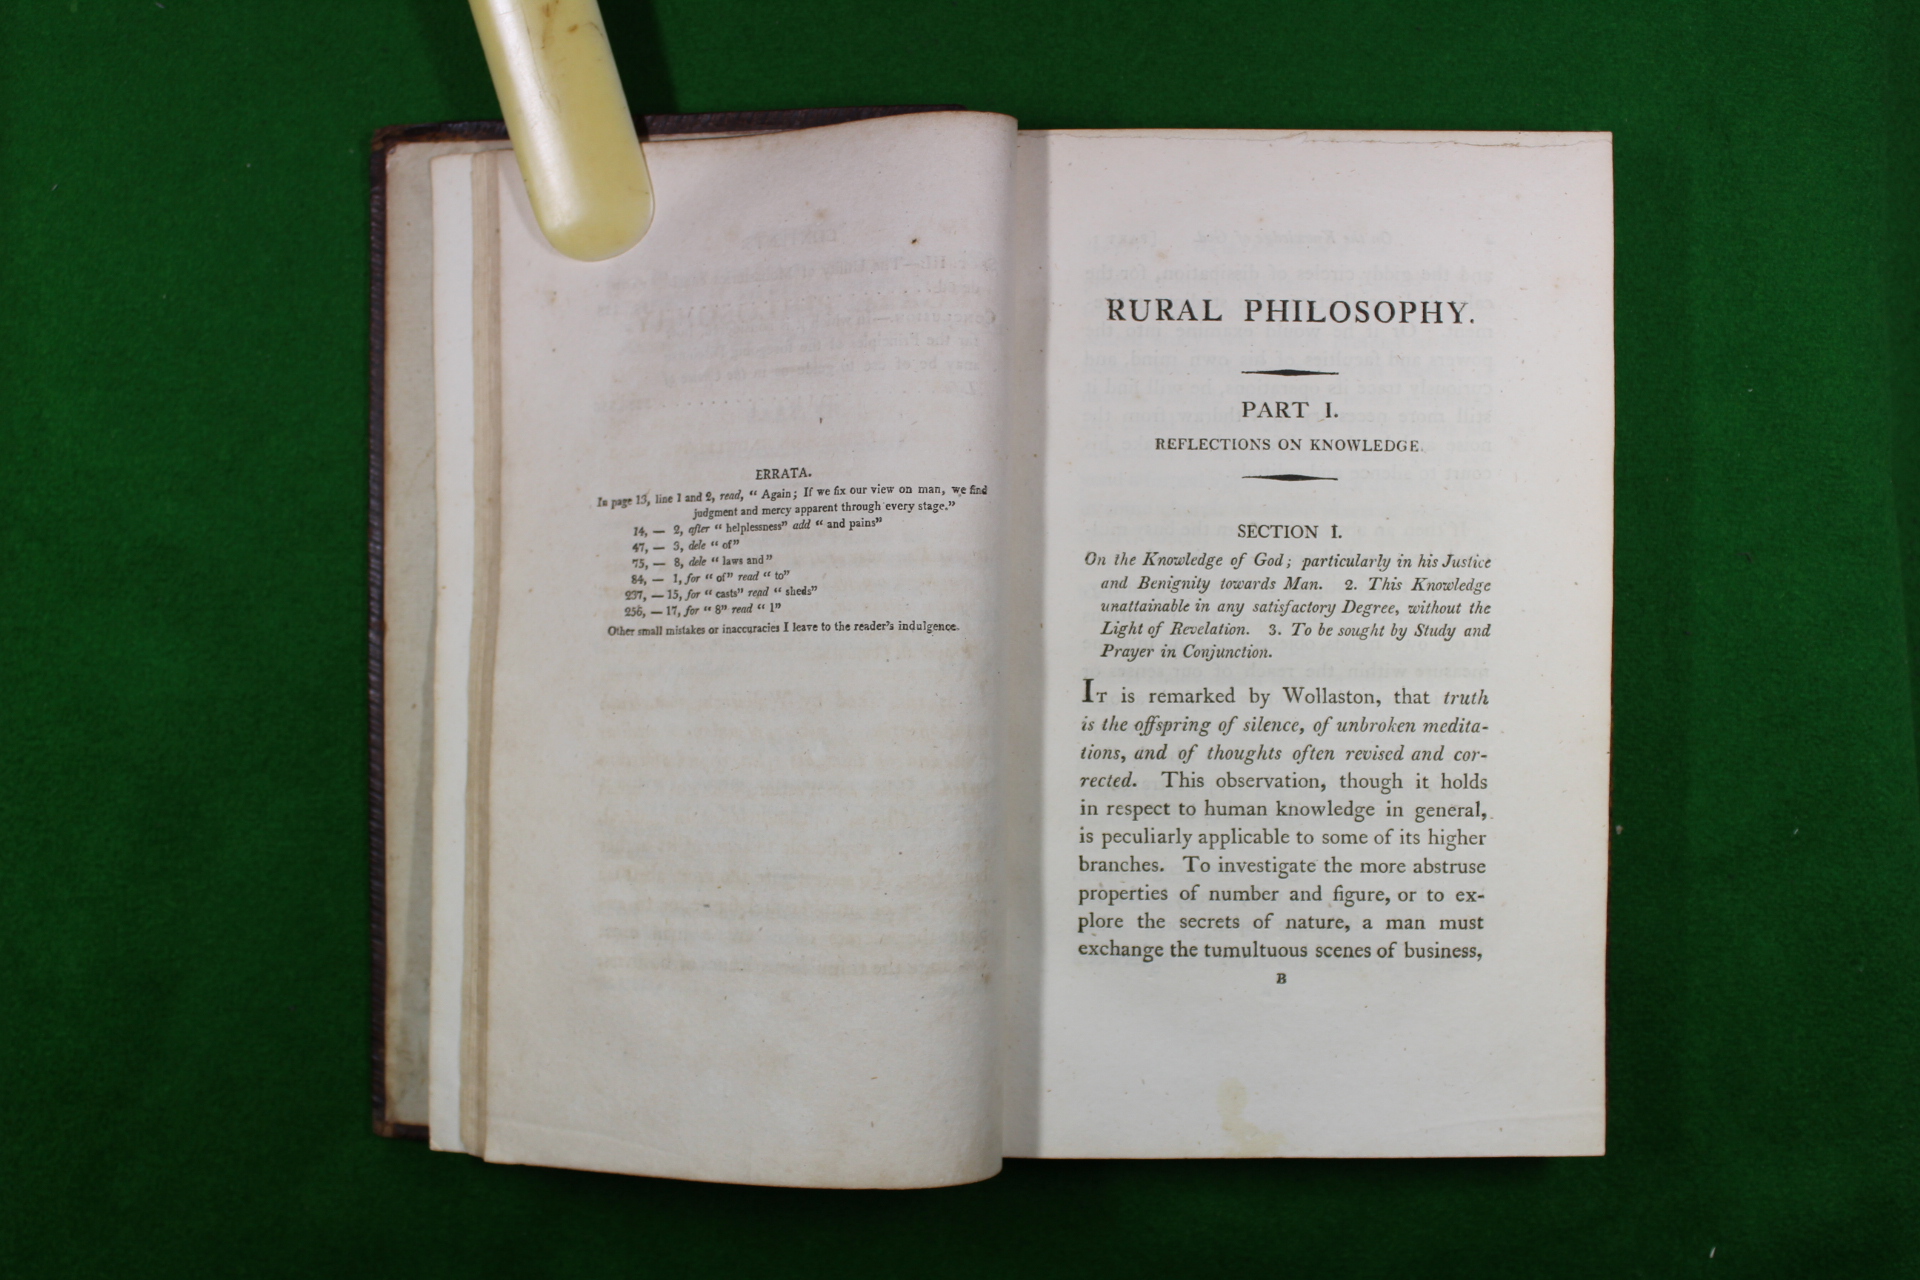 ERRATA.
In page 13, line 1 and 2, read, “ Again; If we fix our view on man, we find
judgment and mercy apparent through every stage.”
14, — 2, after “ helplessness” add “ and pains”
47, — 3, dele “ of”
75, — 8, dele “ laws and”
84, — 1, for “ of” read “ to”
237, — 15, for “ casts” read “ sheds”
256, — 17, for “ 8” read “ 1”
Other small mistakes or inaccuracies I leave to the reader's indulgence.
RURAL PHILOSOPHY.
PART I.
REFLECTIONS ON KNOWLEDGE.
SECTION I.
On the Knowledge of God; particularly in his Justice
and Benignity towards Man. 2. This Knowledge
unattainable in any satisfactory Degree, without the
Light of Revelation. 3. To be sought by Study and
Prayer in Conjunction.
IT is remarked by Wollaston, that truth
is the offspring of silence, of unbroken medita-
tions, and of thoughts often revised and cor-
rected. This observation, though it holds
in respect to human knowledge in general,
is peculiarly applicable to some of its higher
branches. To investigate the more abstruse
properties of number and figure, or to ex-
plore the secrets of nature, a man must
exchange the tumultuous scenes of business,
B